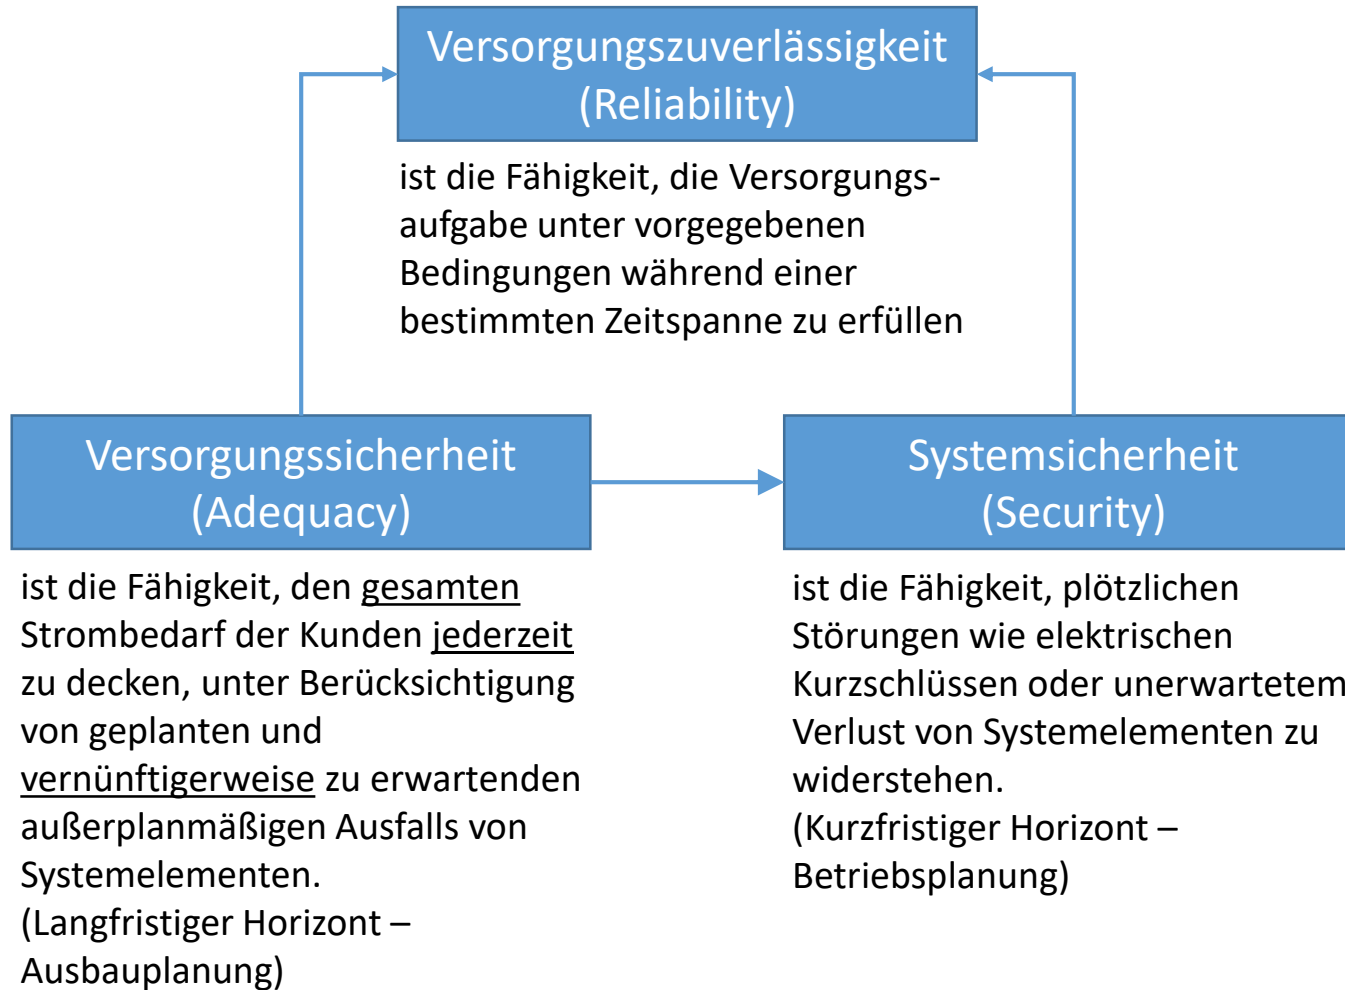 Versorgungszuverlässigkeit
(Reliability)
ist die Fähigkeit, die Versorgungs-
aufgabe unter vorgegebenen
Bedingungen während einer
bestimmten Zeitspanne zu erfüllen
Versorgungssicherheit
(Adequacy)
ist die Fähigkeit, den gesamten
Strombedarf der Kunden jederzeit
zu decken, unter Berücksichtigung
von geplanten und
vernünftigerweise zu erwartenden
außerplanmäßigen Ausfalls von
Systemelementen.
(Langfristiger Horizont –
Ausbauplanung)
Systemsicherheit
(Security)
ist die Fähigkeit, plötzlichen
Störungen wie elektrischen
Kurzschlüssen oder unerwartetem
Verlust von Systemelementen zu
widerstehen.
(Kurzfristiger Horizont –
Betriebsplanung)